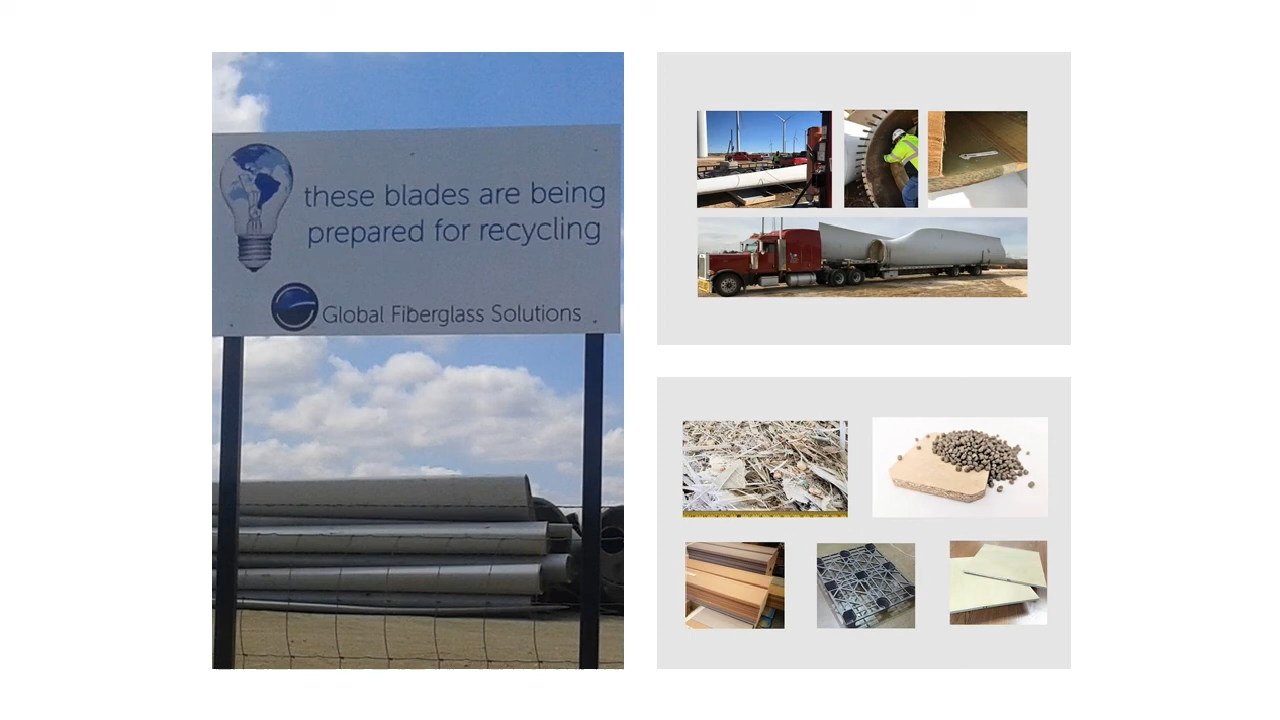 these blades are being
prepared for recycling
Global Fiberglass Solutions